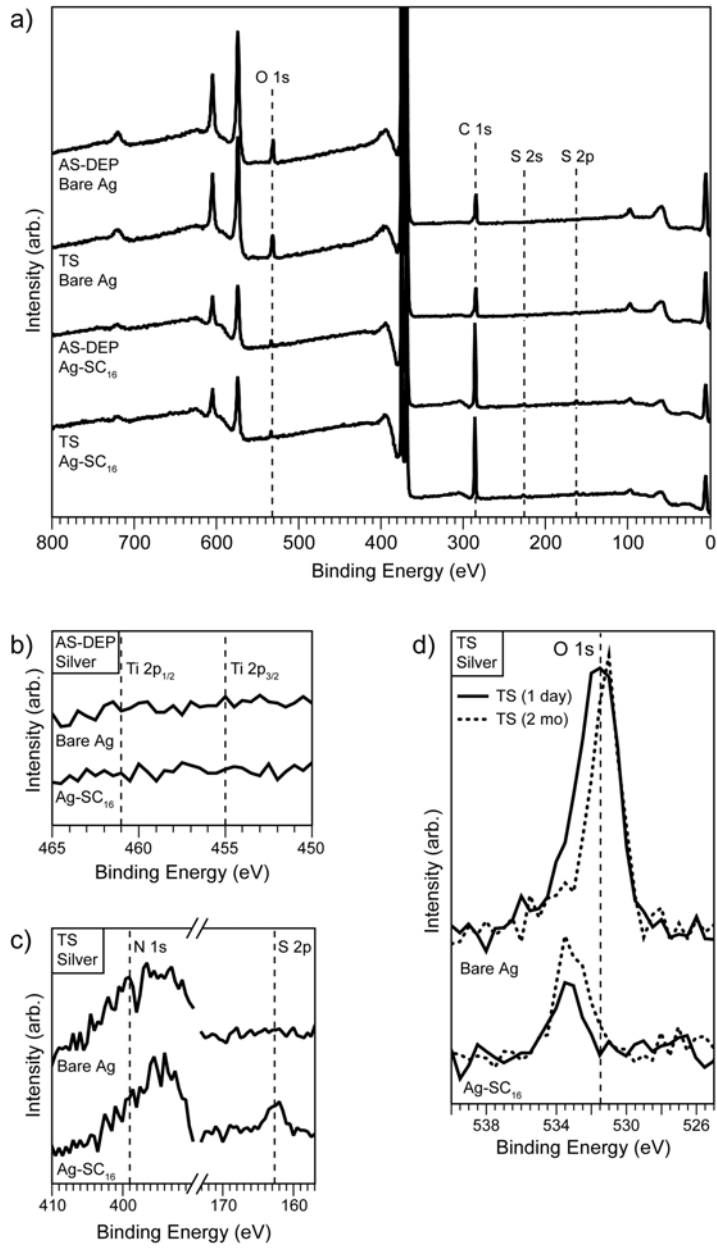 a)
O 1s
C 1s
S 2s
S 2p
AS-DEP
Bare Ag
TS
Bare Ag
AS-DEP
Ag-SC₁₆
TS
Ag-SC₁₆
Intensity (arb.)
800 700 600 500 400 300 200 100 0
Binding Energy (eV)
b)
AS-DEP
Silver
Ti 2p₁/₂
Ti 2p₃/₂
Bare Ag
Ag-SC₁₆
Intensity (arb.)
465 460 455 450
Binding Energy (eV)
c)
TS
Silver
N 1s
S 2p
Bare Ag
Ag-SC₁₆
Intensity (arb.)
410 400 170 160
Binding Energy (eV)
d)
TS
Silver
O 1s
TS (1 day)
TS (2 mo)
Bare Ag
Ag-SC₁₆
Intensity (arb.)
538 534 530 526
Binding Energy (eV)